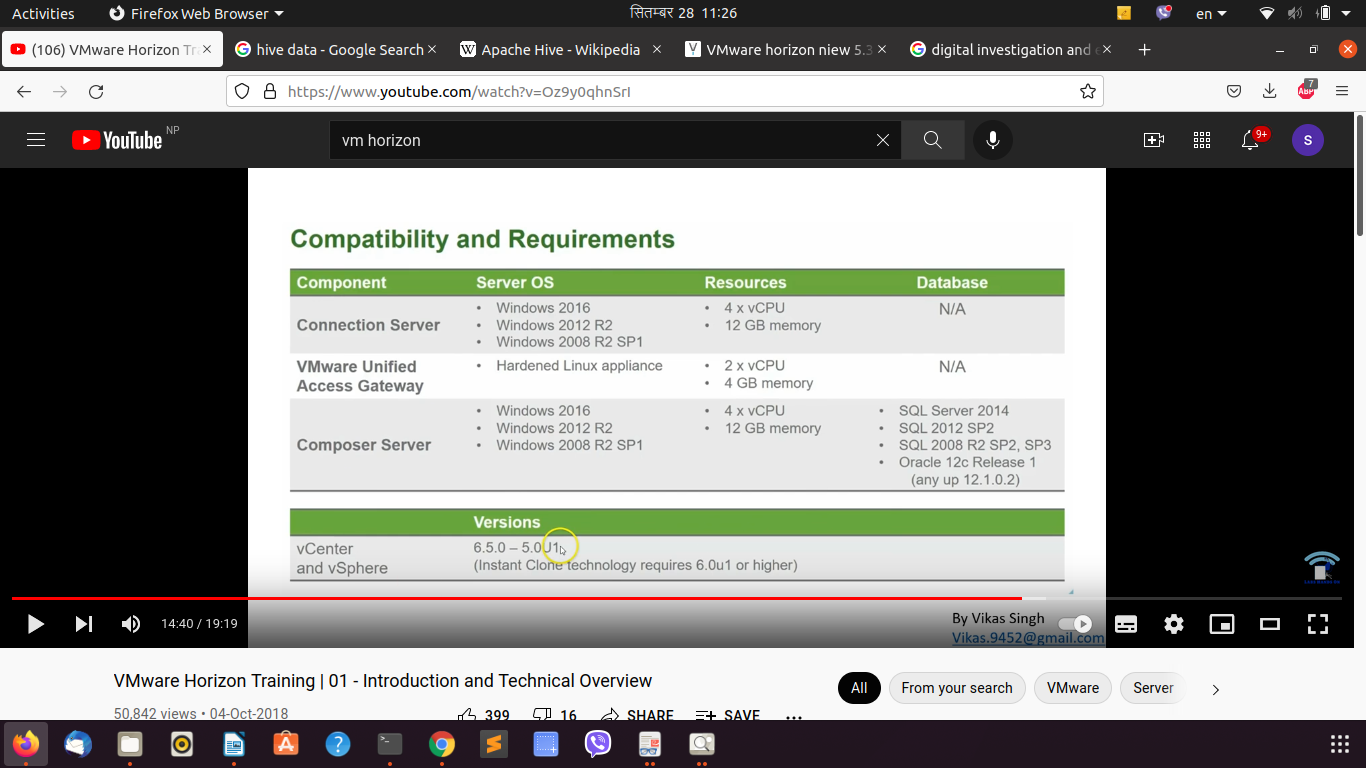 Activities Firefox Web Browser सितम्बर 28 11:26 en
(106) VMware Horizon Tr hive data - Google Search Apache Hive - Wikipedia VMware horizon niew 5.3 digital investigation and e
https://www.youtube.com/watch?v=Oz9y0qhnSrI ABP 7
YouTube NP vm horizon 9+ S
Compatibility and Requirements
Component Server OS Resources Database
Connection Server
• Windows 2016
• Windows 2012 R2
• Windows 2008 R2 SP1
• 4 x vCPU
• 12 GB memory
N/A
VMware Unified
Access Gateway
• Hardened Linux appliance
• 2 x vCPU
• 4 GB memory
N/A
Composer Server
• Windows 2016
• Windows 2012 R2
• Windows 2008 R2 SP1
• 4 x vCPU
• 12 GB memory
• SQL Server 2014
• SQL 2012 SP2
• SQL 2008 R2 SP2, SP3
• Oracle 12c Release 1
(any up 12.1.0.2)
Versions
vCenter
and vSphere
6.5.0 – 5.0U1
(Instant Clone technology requires 6.0u1 or higher)
14:40 / 19:19
By Vikas Singh
Vikas.9452@gmail.com
VMware Horizon Training | 01 - Introduction and Technical Overview
All From your search VMware Server
50,842 views • 04-Oct-2018 399 16 SHARE SAVE